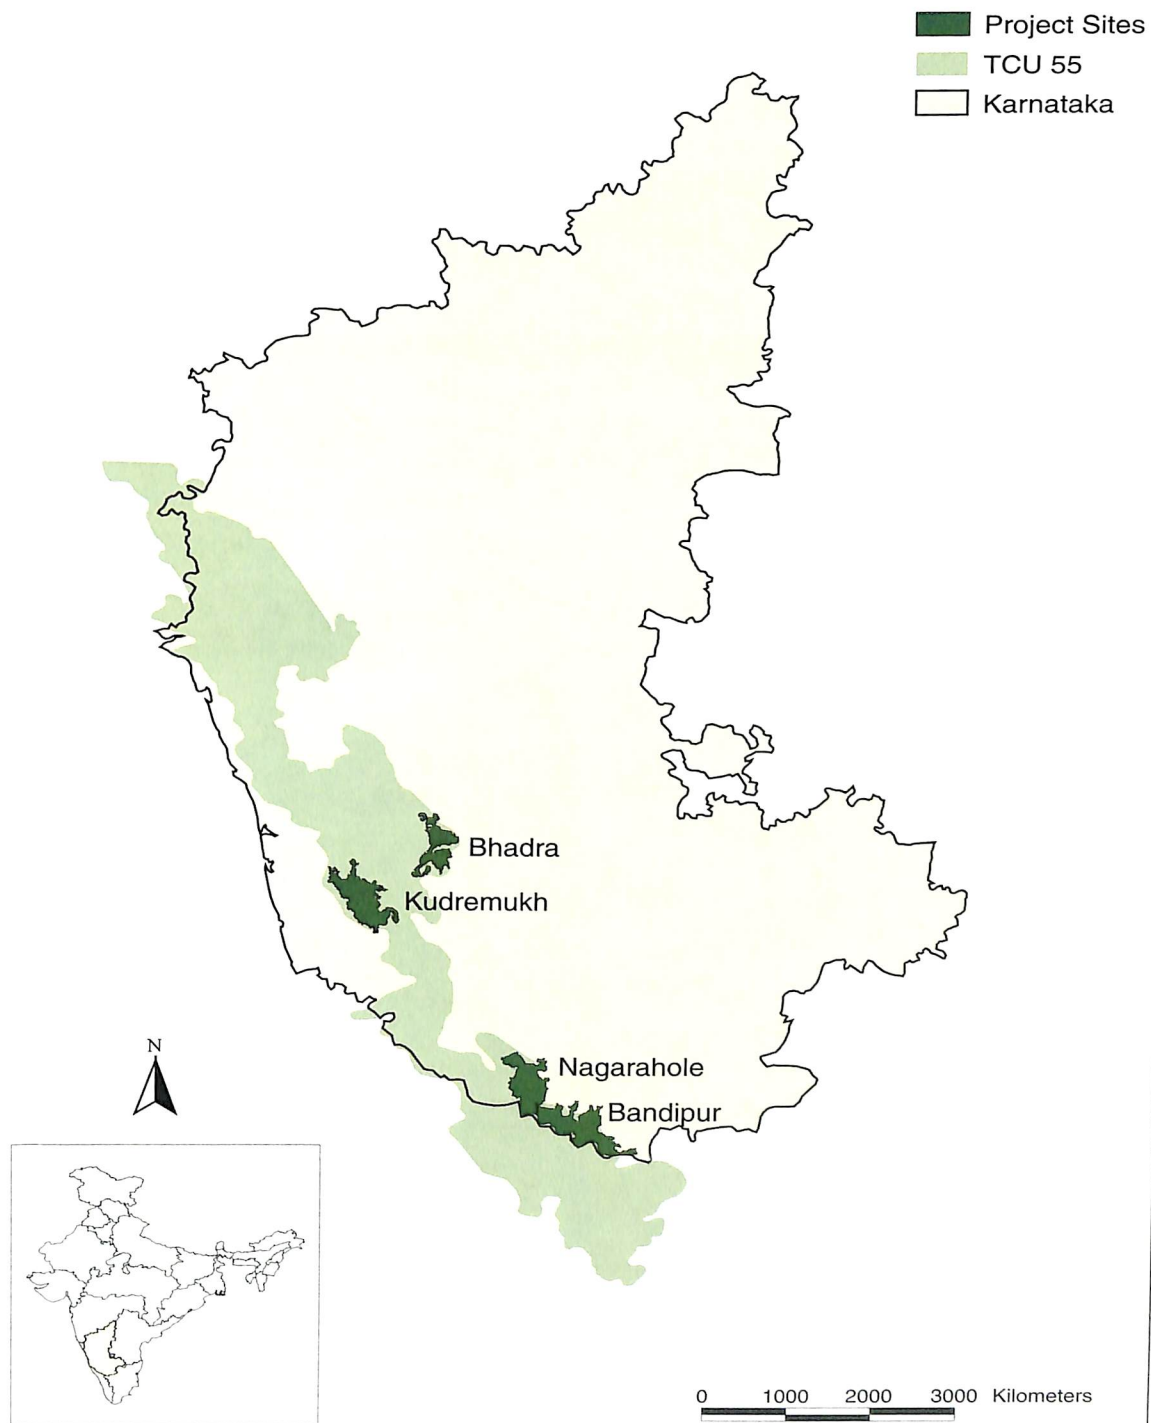 Project Sites
TCU 55
Karnataka
Bhadra
Kudremukh
Nagarahole
Bandipur
N
0 1000 2000 3000 Kilometers